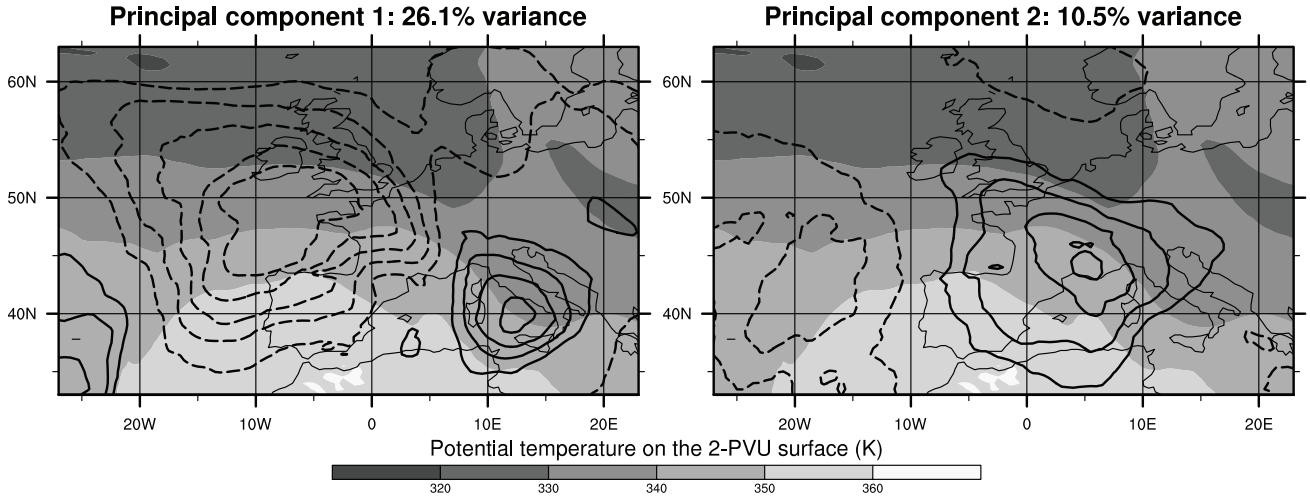 Principal component 1: 26.1% variance Principal component 2: 10.5% variance
60N 60N
50N 50N
40N 40N
20W 10W 0 10E 20E 20W 10W 0 10E 20E
Potential temperature on the 2-PVU surface (K)
320 330 340 350 360